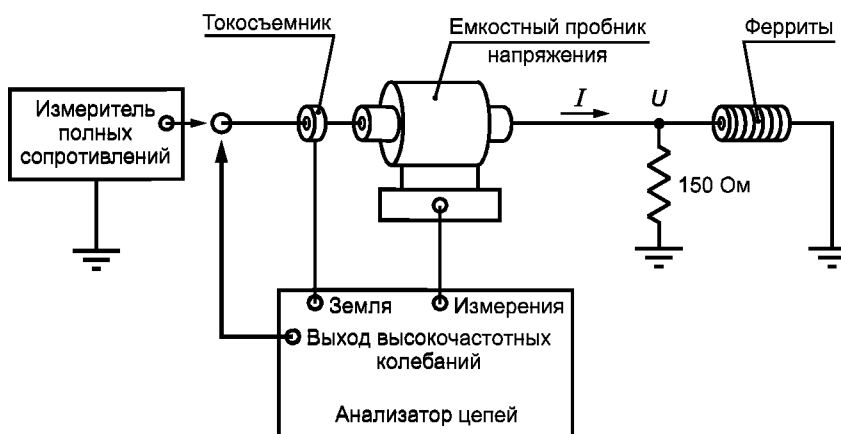 Токосъемник
Емкостный пробник
напряжения
Ферриты
Измеритель
полных
сопротивлений
I
U
150 Ом
Земля
Измерения
Выход высокочастотных
колебаний
Анализатор цепей